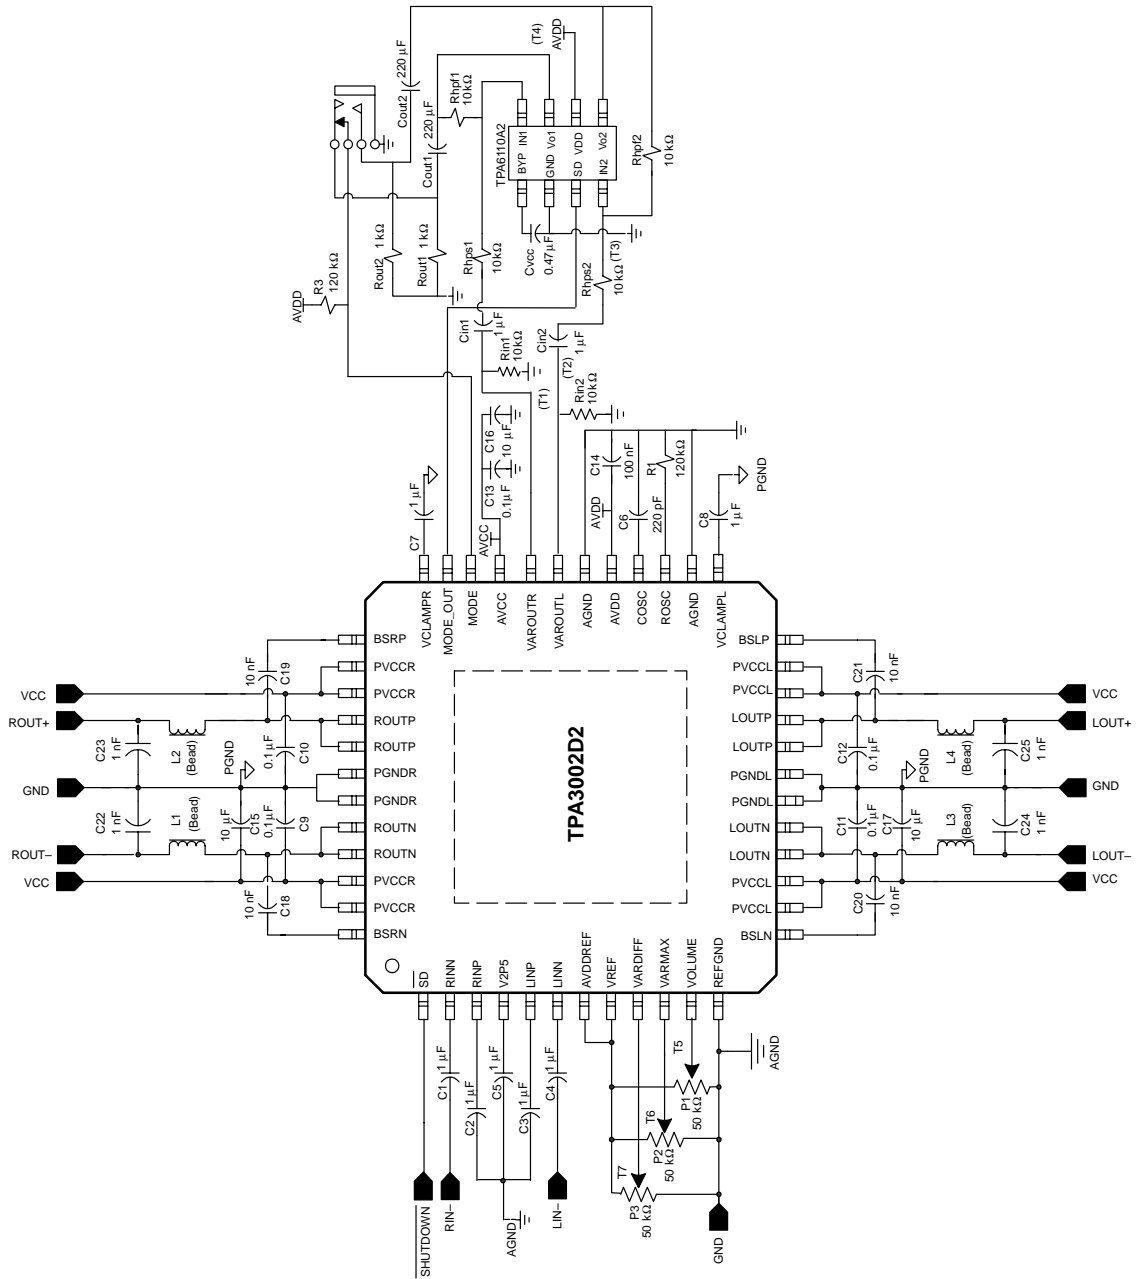 220 µF
Cout2
(T4)
AVDD
220 µF
Cout1
Rhpf1
10 kΩ
TPA6110A2
BYP IN1
GND Vo1
SD VDD
IN2 Vo2
Rhpf2
10 kΩ
AVDD
R3
120 kΩ
Rout2 1 kΩ
Rout1 1 kΩ
Rhps1
10 kΩ
Cvcc
0.47 µF
Rhps2
10 kΩ
(T3)
Cin1
1 µF
Rin1
10 kΩ
Cin2
1 µF
(T1)
(T2)
Rin2
10 kΩ
C16
10 µF
C13
0.1 µF
AVCC
C7
1 µF
C14
100 nF
AVDD
C6
220 pF
R1
120 kΩ
C8
1 µF
PGND
VCLAMPR
MODE_OUT
MODE
AVCC
VAROUTR
VAROUTL
AGND
AVDD
COSC
ROSC
AGND
VCLAMPL
VCC
ROUT+
GND
ROUT–
VCC
C23
1 nF
C22
1 nF
L2
(Bead)
L1
(Bead)
PGND
10 nF
C19
0.1 µF
C10
C15
10 µF
0.1 µF
C9
10 nF
C18
BSRP
PVCCR
PVCCR
ROUTP
ROUTP
PGNDR
PGNDR
ROUTN
ROUTN
PVCCR
PVCCR
BSRN
TPA3002D2
BSLP
PVCCL
PVCCL
LOUTP
LOUTP
PGNDL
PGNDL
LOUTN
LOUTN
PVCCL
PVCCL
BSLN
C21
10 nF
C12
0.1 µF
C11
0.1 µF
C17
10 µF
C20
10 nF
PGND
L4
(Bead)
L3
(Bead)
C25
1 nF
C24
1 nF
VCC
LOUT+
GND
LOUT–
VCC
SD
RINN
RINP
V2P5
LINP
LINN
AVDDREF
VREF
VARDIFF
VARMAX
VOLUME
REFGND
C1
1 µF
C2
1 µF
C5
1 µF
C3
1 µF
C4
1 µF
T5
P1
50 kΩ
T6
P2
50 kΩ
T7
P3
50 kΩ
AGND
SHUTDOWN
RIN–
AGND
LIN–
GND